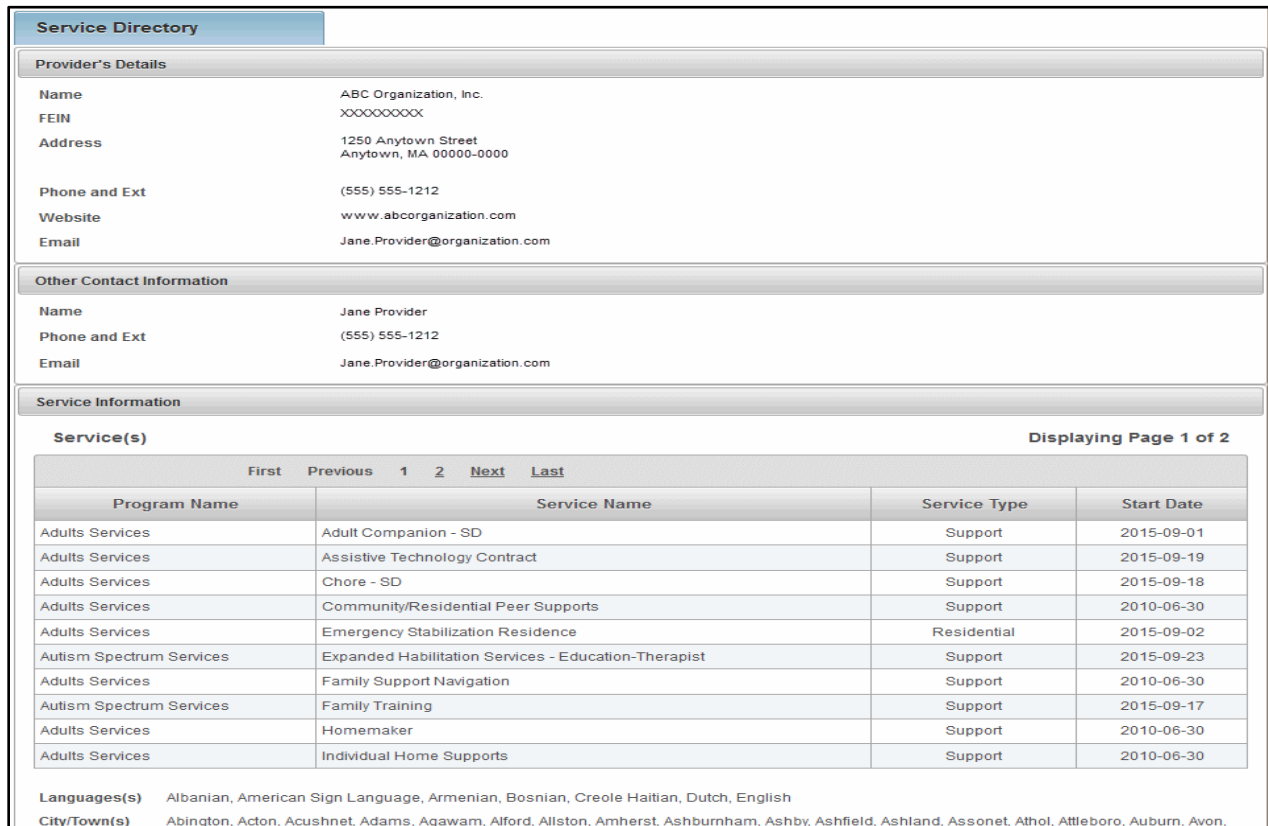 Service Directory
Provider's Details
Name ABC Organization, Inc.
FEIN XXXXXXXXX
Address 1250 Anytown Street
Anytown, MA 00000-0000
Phone and Ext (555) 555-1212
Website www.abcorganization.com
Email Jane.Provider@organization.com
Other Contact Information
Name Jane Provider
Phone and Ext (555) 555-1212
Email Jane.Provider@organization.com
Service Information
Service(s) Displaying Page 1 of 2
First Previous 1 2 Next Last
Program Name Service Name Service Type Start Date
Adults Services Adult Companion - SD Support 2015-09-01
Adults Services Assistive Technology Contract Support 2015-09-19
Adults Services Chore - SD Support 2015-09-18
Adults Services Community/Residential Peer Supports Support 2010-06-30
Adults Services Emergency Stabilization Residence Residential 2015-09-02
Autism Spectrum Services Expanded Habilitation Services - Education-Therapist Support 2015-09-23
Adults Services Family Support Navigation Support 2010-06-30
Autism Spectrum Services Family Training Support 2015-09-17
Adults Services Homemaker Support 2010-06-30
Adults Services Individual Home Supports Support 2010-06-30
Languages(s) Albanian, American Sign Language, Armenian, Bosnian, Creole Haitian, Dutch, English
City/Town(s) Abington, Acton, Acushnet, Adams, Agawam, Alford, Allston, Amherst, Ashburnham, Ashby, Ashfield, Ashland, Assonet, Athol, Attleboro, Auburn, Avon,